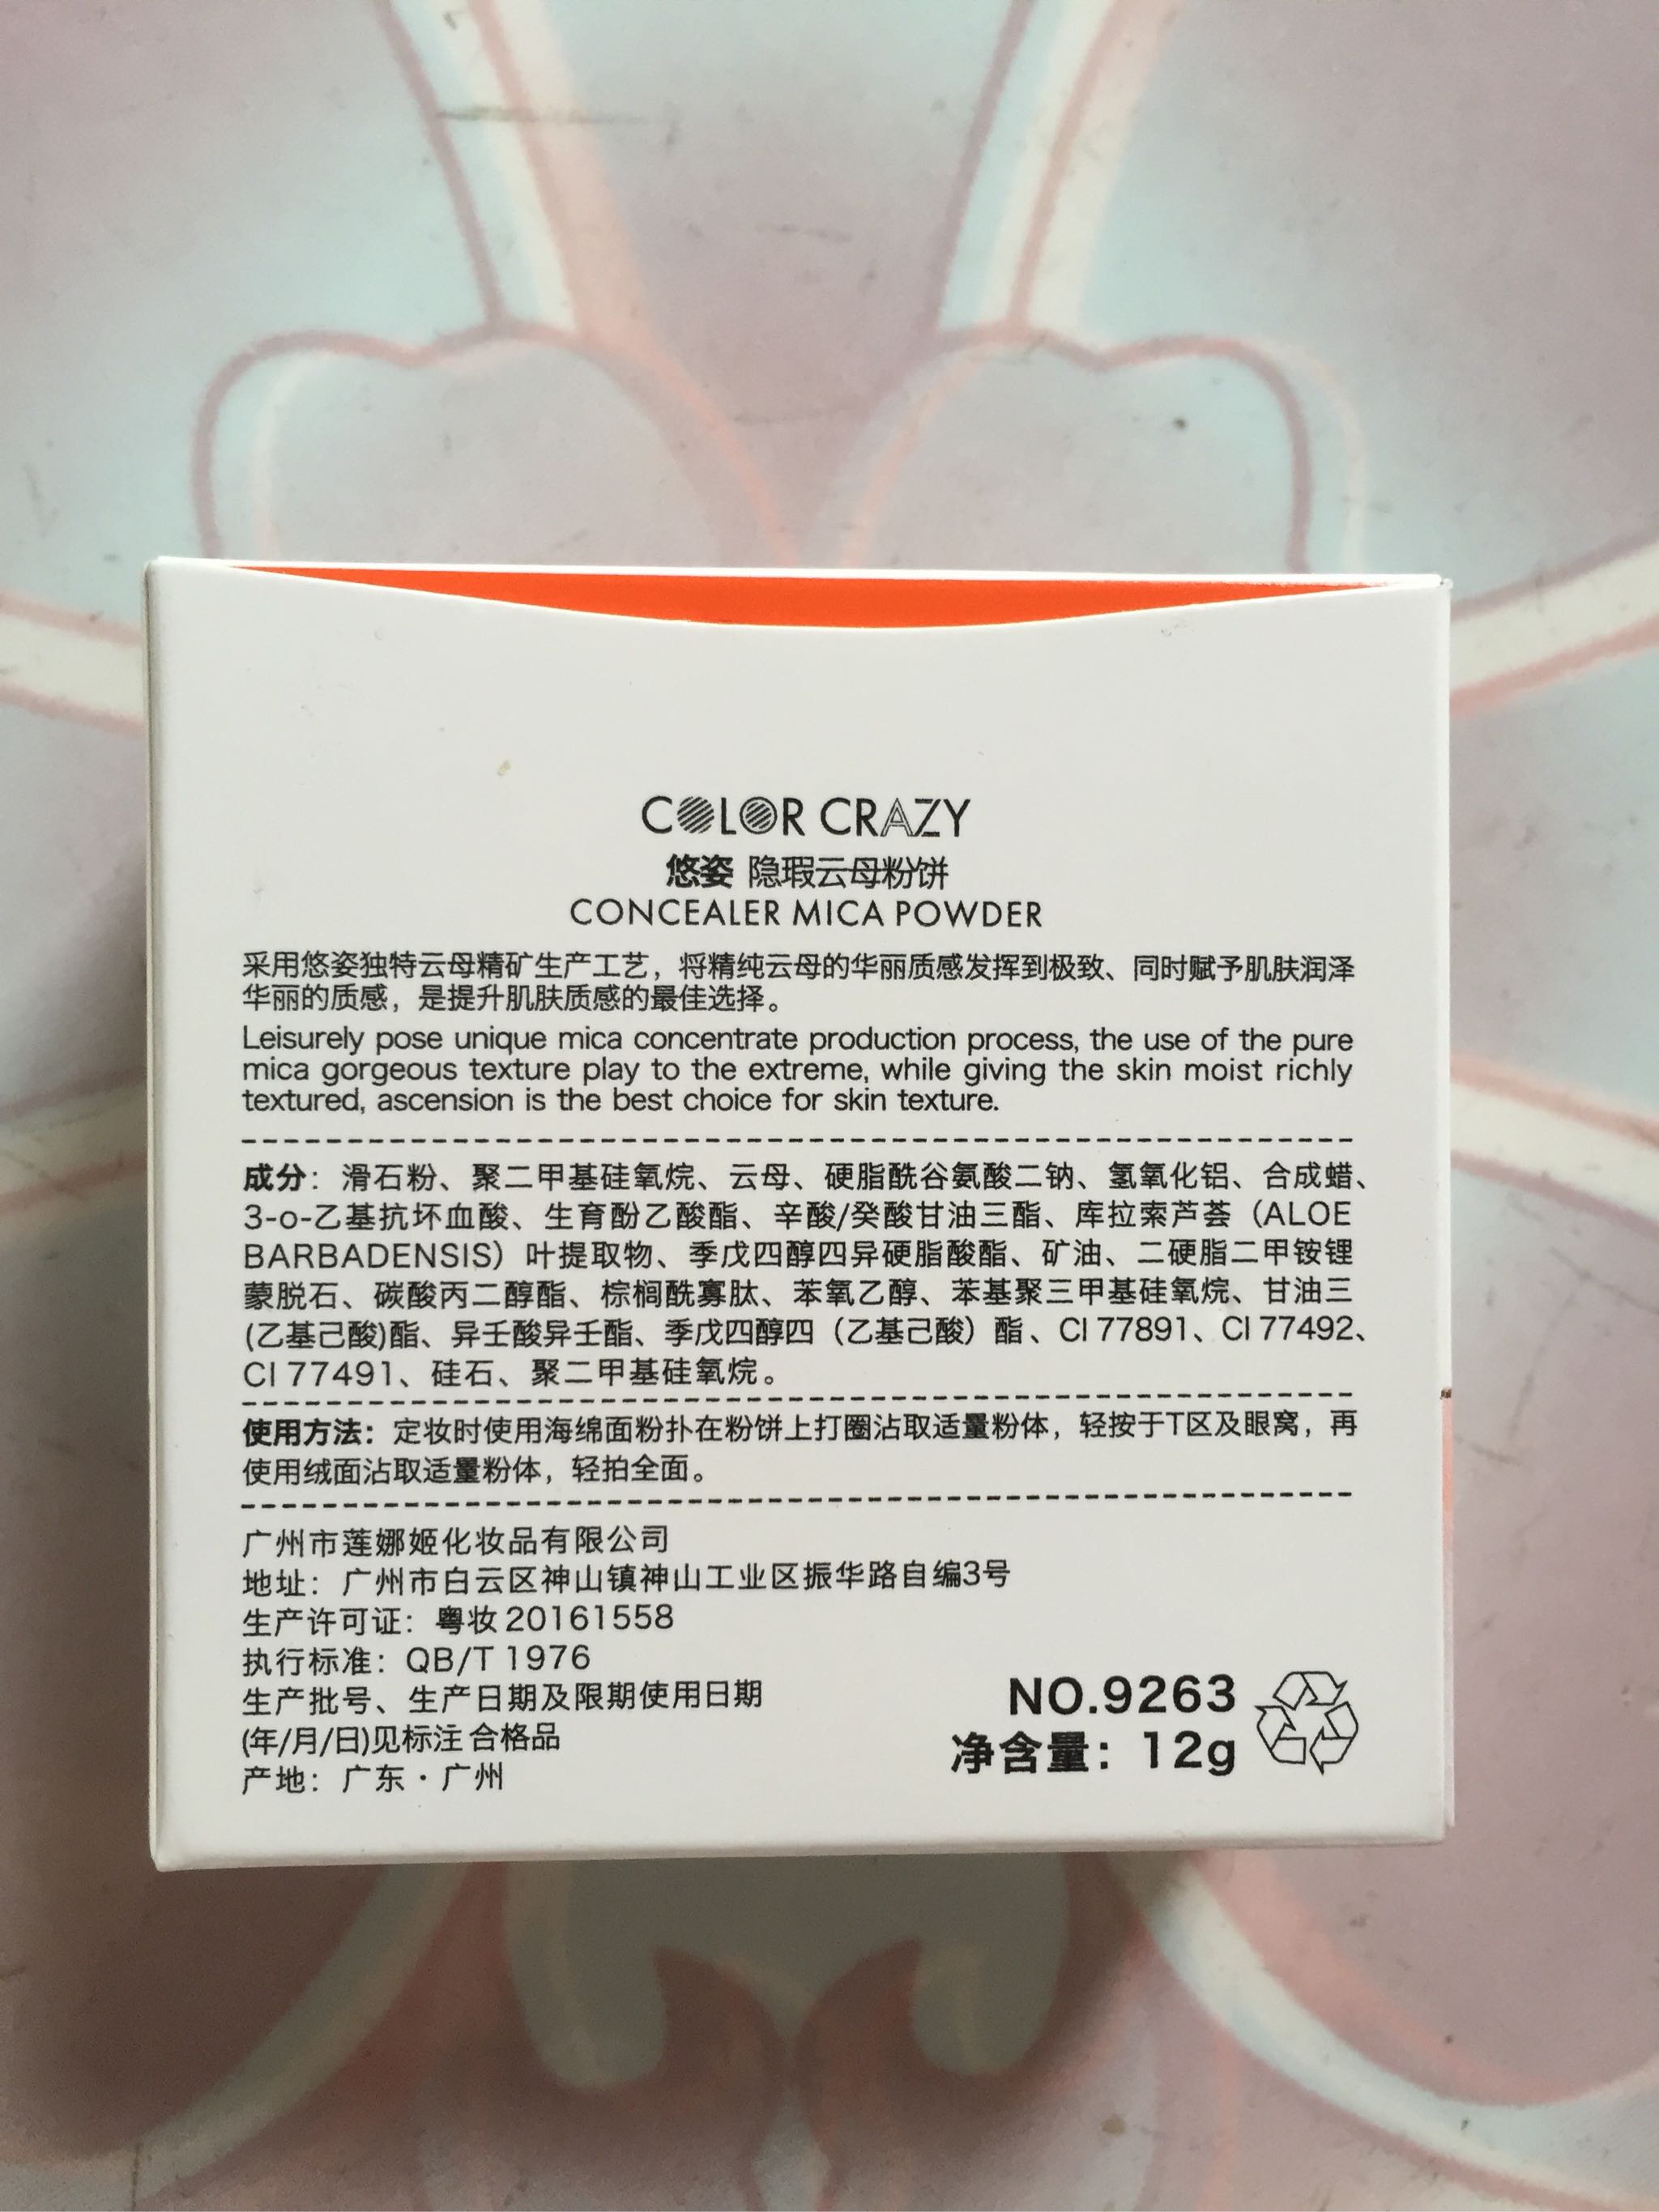 COLOR CRAZY
悠姿 隐瑕云母粉饼
CONCEALER MICA POWDER
采用悠姿独特云母精矿生产工艺，将精纯云母的华丽质感发挥到极致、同时赋予肌肤润泽
华丽的质感，是提升肌肤质感的最佳选择。
Leisurely pose unique mica concentrate production process, the use of the pure
mica gorgeous texture play to the extreme, while giving the skin moist richly
textured, ascension is the best choice for skin texture.
成分：滑石粉、聚二甲基硅氧烷、云母、硬脂酰谷氨酸二钠、氢氧化铝、合成蜡、
3-o-乙基抗坏血酸、生育酚乙酸酯、辛酸/癸酸甘油三酯、库拉索芦荟（ALOE
BARBADENSIS）叶提取物、季戊四醇四异硬脂酸酯、矿油、二硬脂二甲铵锂
蒙脱石、碳酸丙二醇酯、棕榈酰寡肽、苯氧乙醇、苯基聚三甲基硅氧烷、甘油三
(乙基己酸)酯、异壬酸异壬酯、季戊四醇四（乙基己酸）酯、CI 77891、CI 77492、
CI 77491、硅石、聚二甲基硅氧烷。
使用方法：定妆时使用海绵面粉扑在粉饼上打圈沾取适量粉体，轻按于T区及眼窝，再
使用绒面沾取适量粉体，轻拍全面。
广州市莲娜姬化妆品有限公司
地址：广州市白云区神山镇神山工业区振华路自编3号
生产许可证：粤妆20161558
执行标准：QB/T 1976
生产批号、生产日期及限期使用日期
(年/月/日)见标注 合格品
产地：广东·广州
NO.9263
净含量：12g